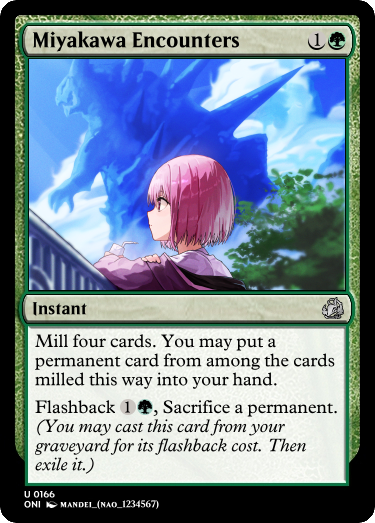 Miyakawa Encounters 1
Instant
Mill four cards. You may put a
permanent card from among the cards
milled this way into your hand.
Flashback 1, Sacrifice a permanent.
(You may cast this card from your
graveyard for its flashback cost. Then
exile it.)
U 0166
ONI MANDEI_(NAO_1234567)